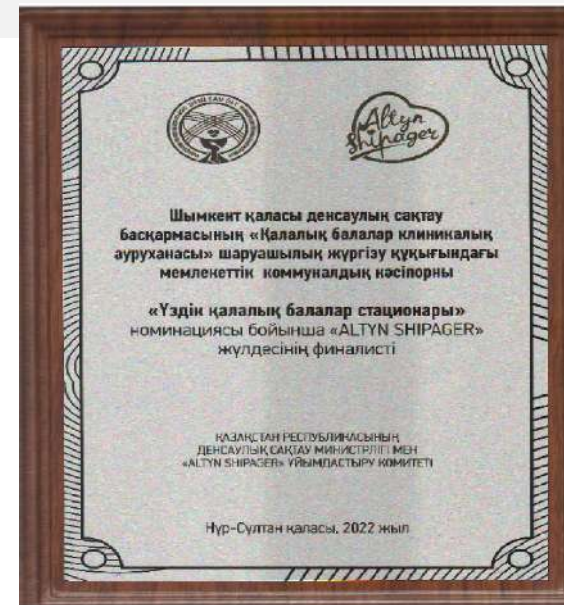 Altyn
Shipager
Шымкент қаласы денсаулық сақтау
басқармасының «Қалалық балалар клиникалық
ауруханасы» шаруашылық жүргізу құқығындағы
мемлекеттік коммуналдық кәсіпорны
«Үздік қалалық балалар стационары»
номинациясы бойынша «ALTYN SHIPAGER»
жүлдесінің финалисті
ҚАЗАҚСТАН РЕСПУБЛИКАСЫНЫҢ
ДЕНСАУЛЫҚ САҚТАУ МИНИСТРЛІГІ МЕН
«ALTYN SHIPAGER» ҰЙЫМДАСТЫРУ КОМИТЕТІ
Нұр-Сұлтан қаласы, 2022 жыл